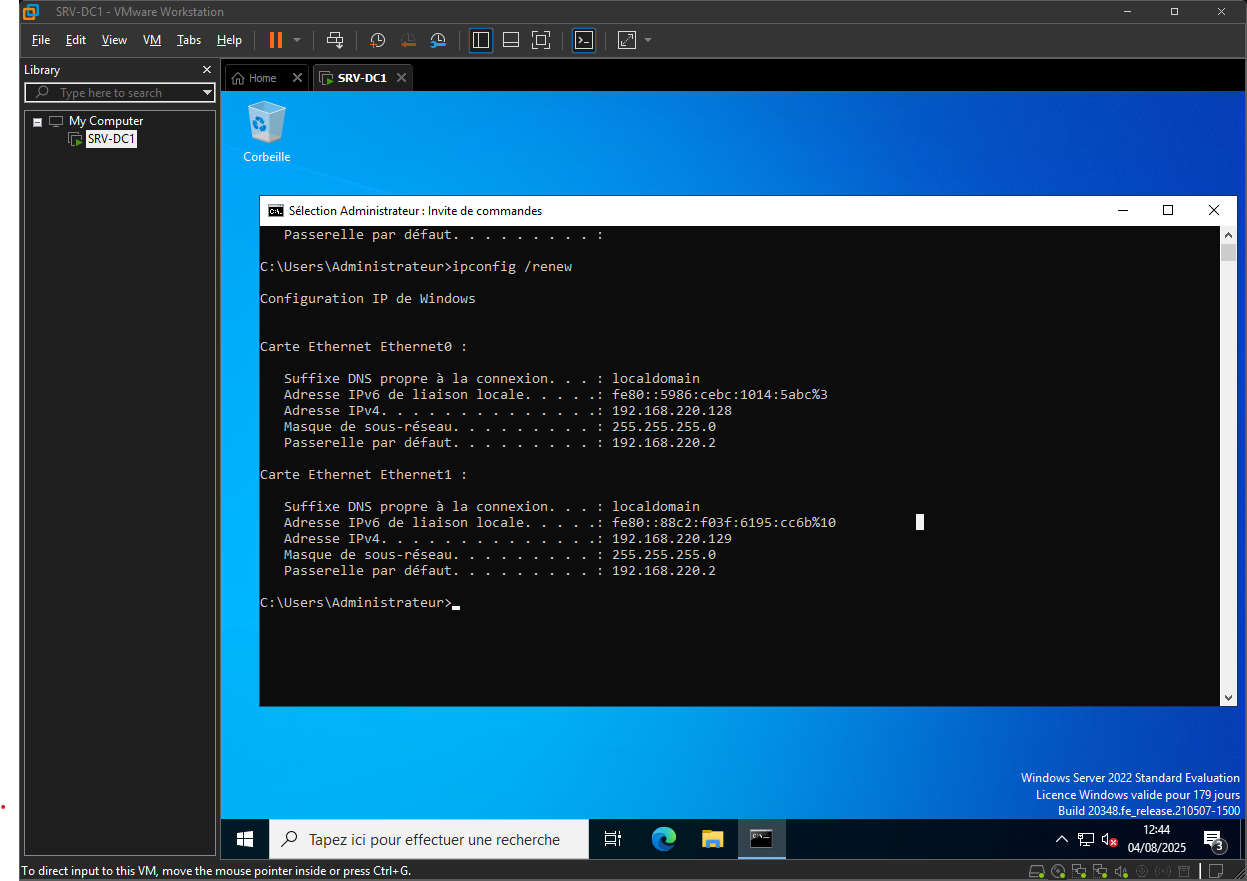 SRV-DC1 - VMware Workstation
File Edit View VM Tabs Help
Library
Home SRV-DC1
Type here to search
My Computer
SRV-DC1
Corbeille
Sélection Administrateur : Invite de commandes
Passerelle par défaut. . . . . . . . . :
C:\Users\Administrateur>ipconfig /renew
Configuration IP de Windows
Carte Ethernet Ethernet0 :
Suffixe DNS propre à la connexion. . . : localdomain
Adresse IPv6 de liaison locale. . . . .: fe80::5986:cebc:1014:5abc%3
Adresse IPv4. . . . . . . . . . . . . .: 192.168.220.128
Masque de sous-réseau. . . . . . . . . : 255.255.255.0
Passerelle par défaut. . . . . . . . . : 192.168.220.2
Carte Ethernet Ethernet1 :
Suffixe DNS propre à la connexion. . . : localdomain
Adresse IPv6 de liaison locale. . . . .: fe80::88c2:f03f:6195:cc6b%10
Adresse IPv4. . . . . . . . . . . . . .: 192.168.220.129
Masque de sous-réseau. . . . . . . . . : 255.255.255.0
Passerelle par défaut. . . . . . . . . : 192.168.220.2
C:\Users\Administrateur>
Windows Server 2022 Standard Evaluation
Licence Windows valide pour 179 jours
Build 20348.fe_release.210507-1500
Tapez ici pour effectuer une recherche
12:44
04/08/2025
3
To direct input to this VM, move the mouse pointer inside or press Ctrl+G.